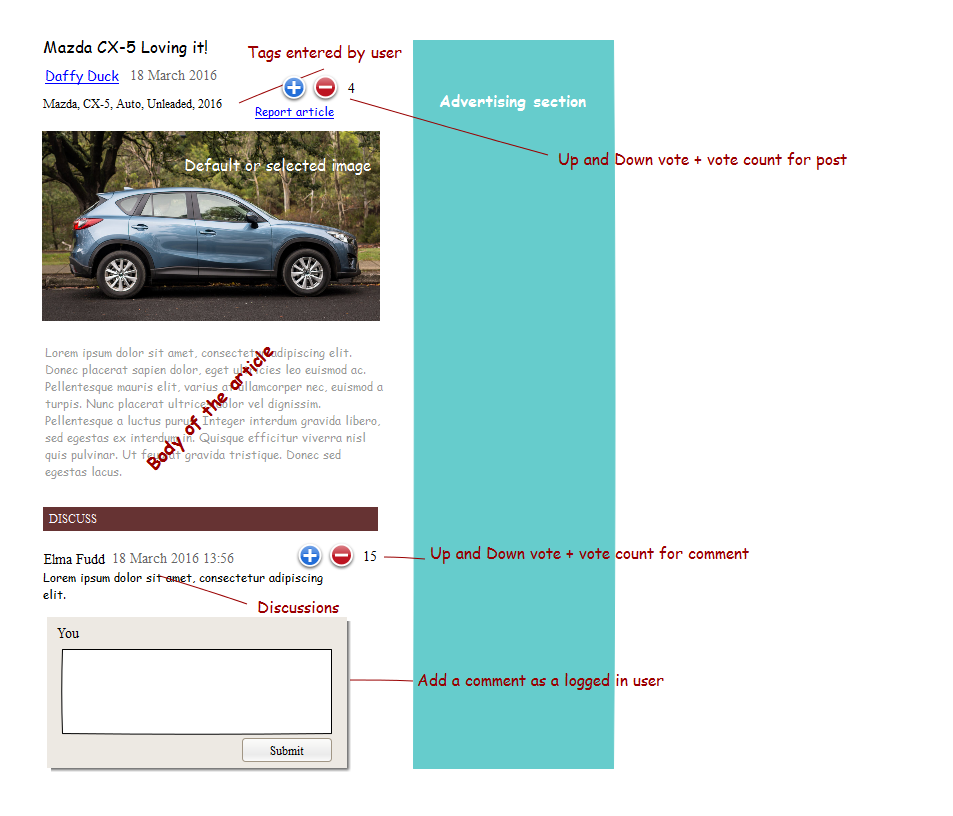 Mazda CX-5 Loving it!
Tags entered by user
Daffy Duck 18 March 2016
Mazda, CX-5, Auto, Unleaded, 2016
4
Report article
Advertising section
Up and Down vote + vote count for post
Default or selected image
Lorem ipsum dolor sit amet, consectetur adipiscing elit.
Donec placerat sapien dolor, eget ultricies leo euismod ac.
Pellentesque mauris elit, varius at ullamcorper nec, euismod a
turpis. Nunc placerat ultrices dolor vel dignissim.
Pellentesque a luctus purus. Integer interdum gravida libero,
sed egestas ex interdum in. Quisque efficitur viverra nisl
quis pulvinar. Ut feugiat gravida tristique. Donec sed
egestas lacus.
Body of the article
DISCUSS
Elma Fudd 18 March 2016 13:56
15
Up and Down vote + vote count for comment
Lorem ipsum dolor sit amet, consectetur adipiscing
elit.
Discussions
You
Add a comment as a logged in user
Submit